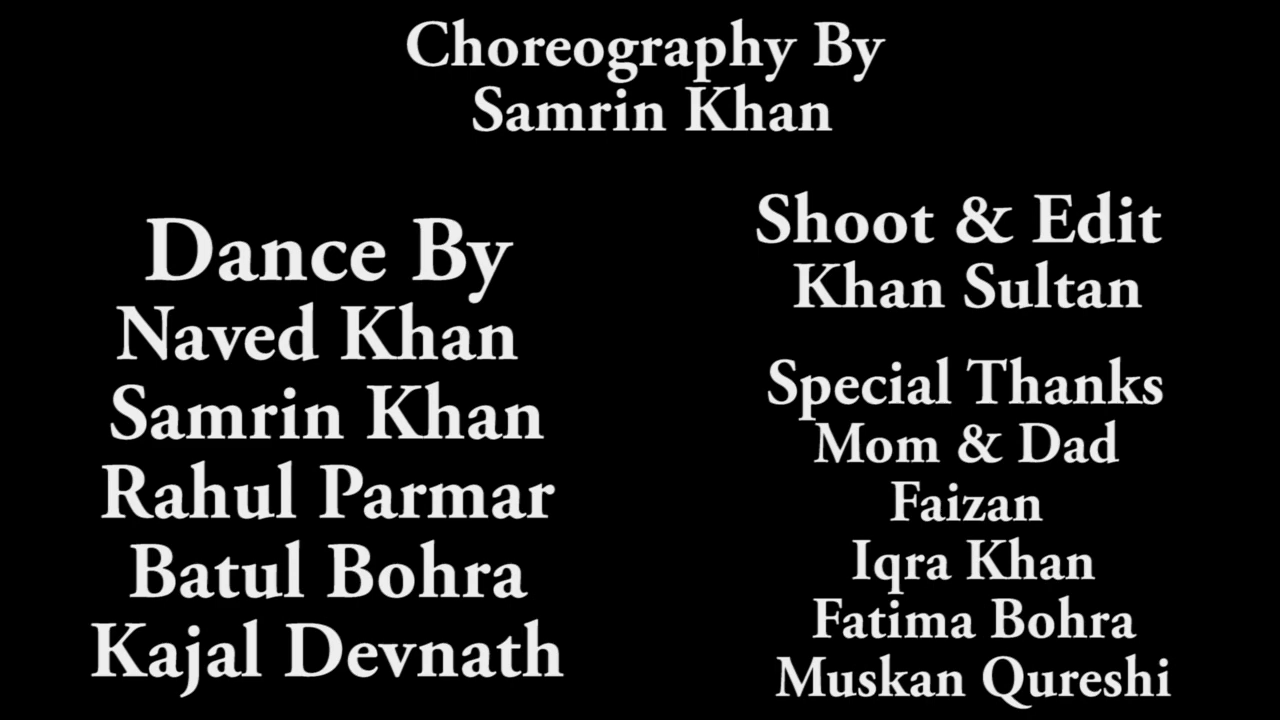 Choreography By
Samrin Khan
Dance By
Naved Khan
Samrin Khan
Rahul Parmar
Batul Bohra
Kajal Devnath
Shoot & Edit
Khan Sultan
Special Thanks
Mom & Dad
Faizan
Iqra Khan
Fatima Bohra
Muskan Qureshi